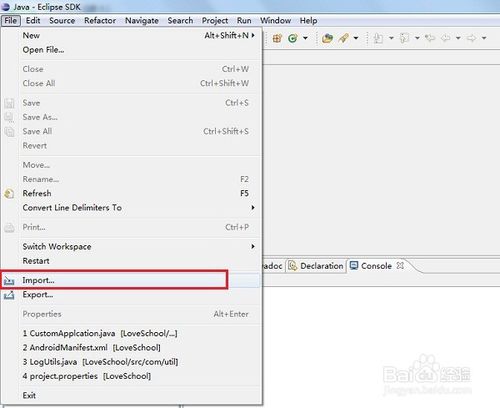 Java - Eclipse SDK
File Edit Source Refactor Navigate Search Project Run Window Help
New Alt+Shift+N
Open File...
Close Ctrl+W
Close All Ctrl+Shift+W
Save Ctrl+S
Save As...
Save All Ctrl+Shift+S
Revert
Move...
Rename... F2
Refresh F5
Convert Line Delimiters To
Print... Ctrl+P
Switch Workspace
Restart
adoc Declaration Console
Import...
Export...
Properties Alt+Enter
1 CustomApplcation.java [LoveSchool/...]
2 AndroidManifest.xml [LoveSchool]
3 LogUtils.java [LoveSchool/src/com/util]
4 project.properties [LoveSchool]
Exit
Baidu 经验
jingyan.baidu.com